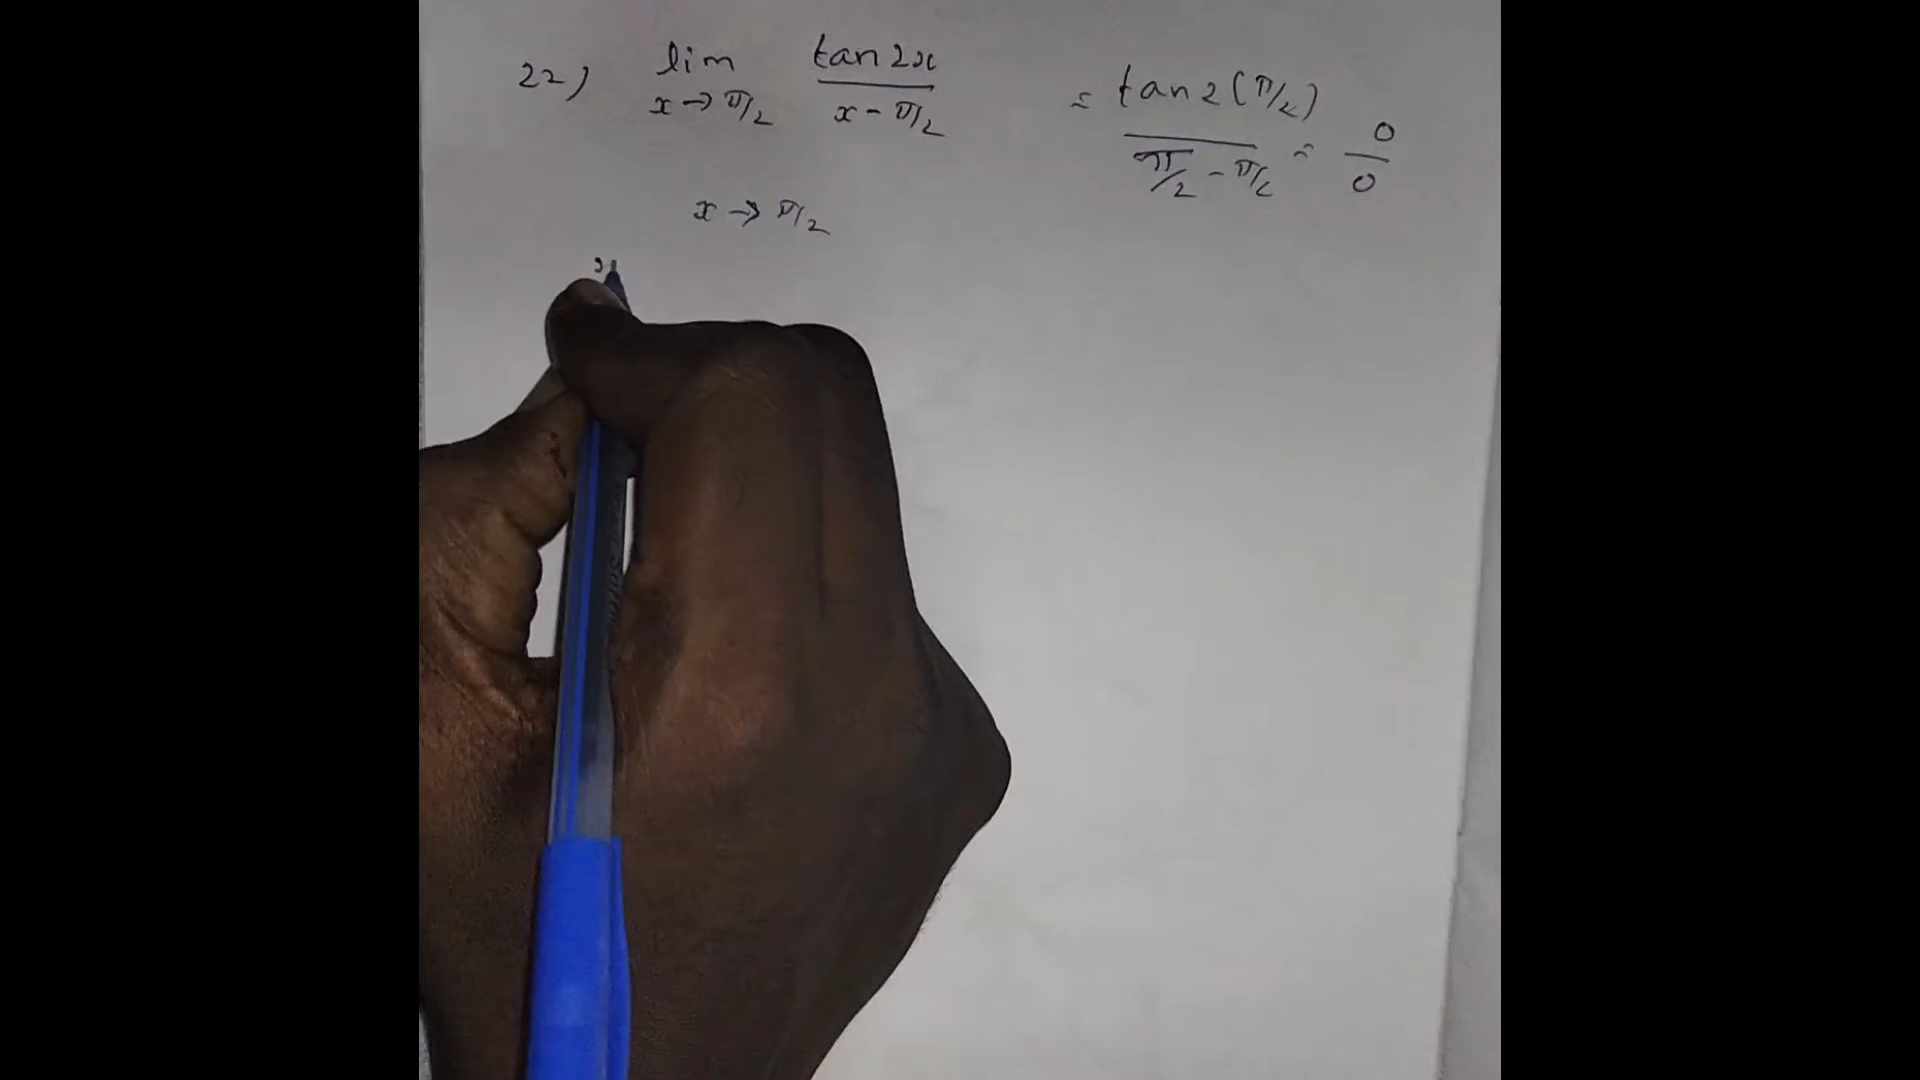 22) lim x→π/2 tan 2x / x - π/2 = tan 2(π/2) / π/2 - π/2 = 0/0
x → π/2